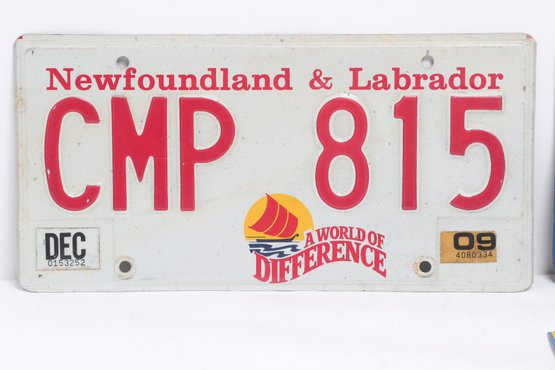 Newfoundland & Labrador
CMP 815
DEC
0153252
A WORLD OF
DIFFERENCE
09
4080334